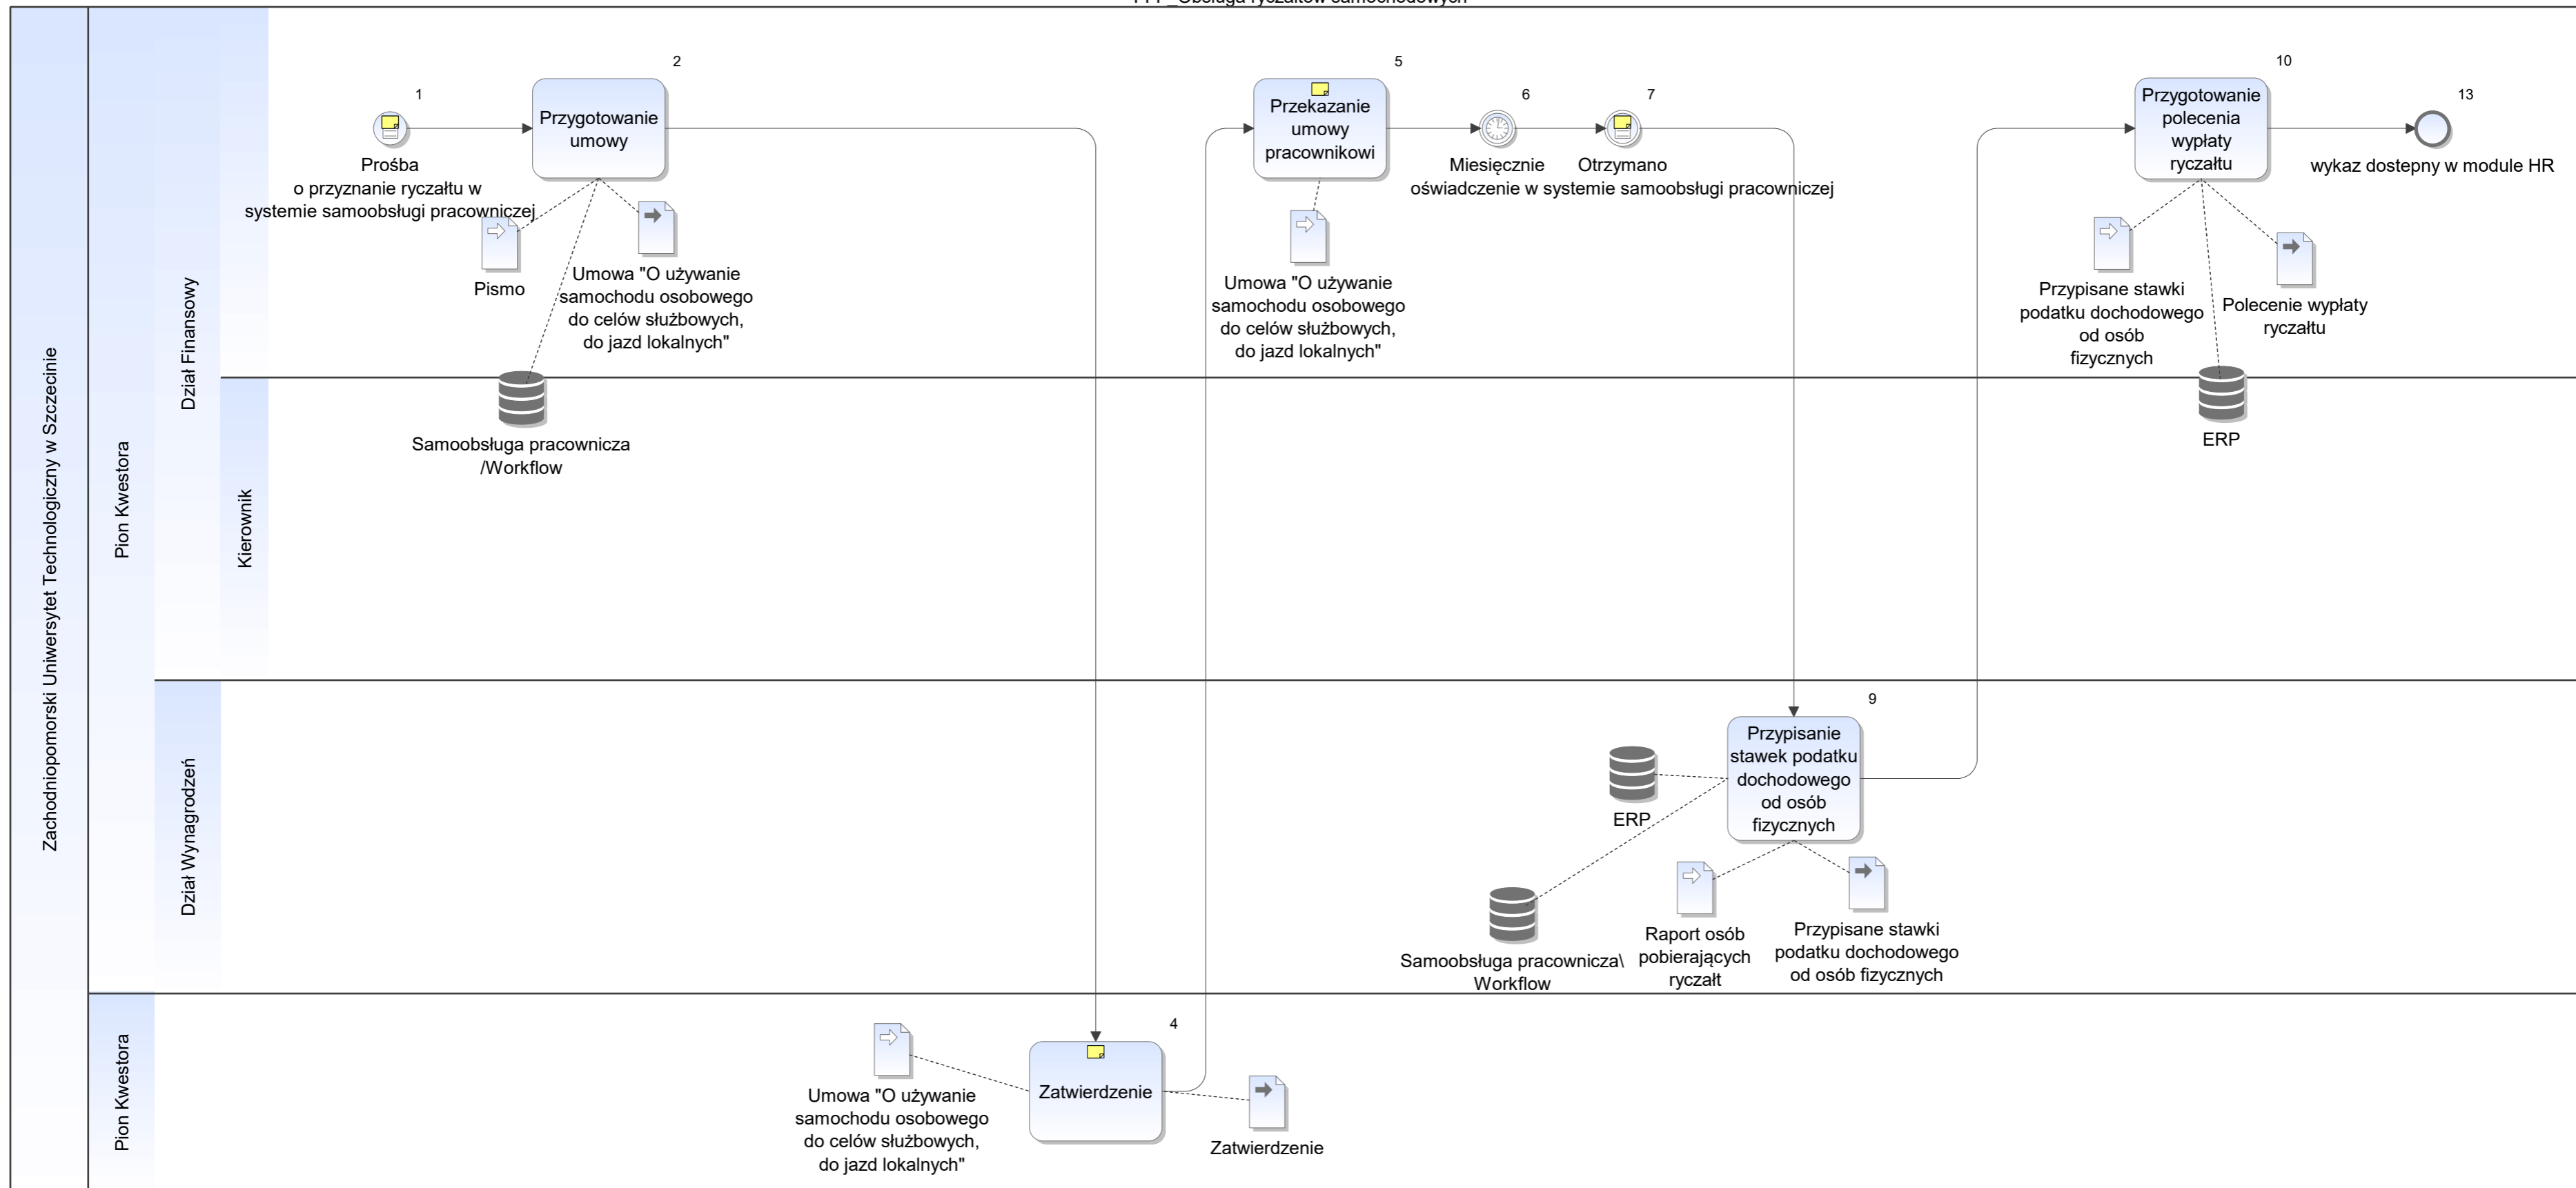 Zachodniopomorski Uniwersytet Technologiczny w Szczecinie
Pion Kwestora
Dział Finansowy
Kierownik
Dział Wynagrodzeń
Pion Kwestora
1
Prośba
o przyznanie ryczałtu w
systemie samoobsługi pracowniczej
2
Przygotowanie
umowy
Pismo
Umowa "O używanie
samochodu osobowego
do celów służbowych,
do jazd lokalnych"
Samoobsługa pracownicza
/Workflow
5
Przekazanie
umowy
pracownikowi
Umowa "O używanie
samochodu osobowego
do celów służbowych,
do jazd lokalnych"
6
Miesięcznie
7
Otrzymano
oświadczenie w systemie samoobsługi pracowniczej
10
Przygotowanie
polecenia
wypłaty
ryczałtu
Przypisane stawki
podatku dochodowego
od osób
fizycznych
Polecenie wypłaty
ryczałtu
ERP
13
wykaz dostepny w module HR
9
Przypisanie
stawek podatku
dochodowego
od osób
fizycznych
ERP
Samoobsługa pracownicza\
Workflow
Raport osób
pobierających
ryczałt
Przypisane stawki
podatku dochodowego
od osób fizycznych
4
Zatwierdzenie
Umowa "O używanie
samochodu osobowego
do celów służbowych,
do jazd lokalnych"
Zatwierdzenie